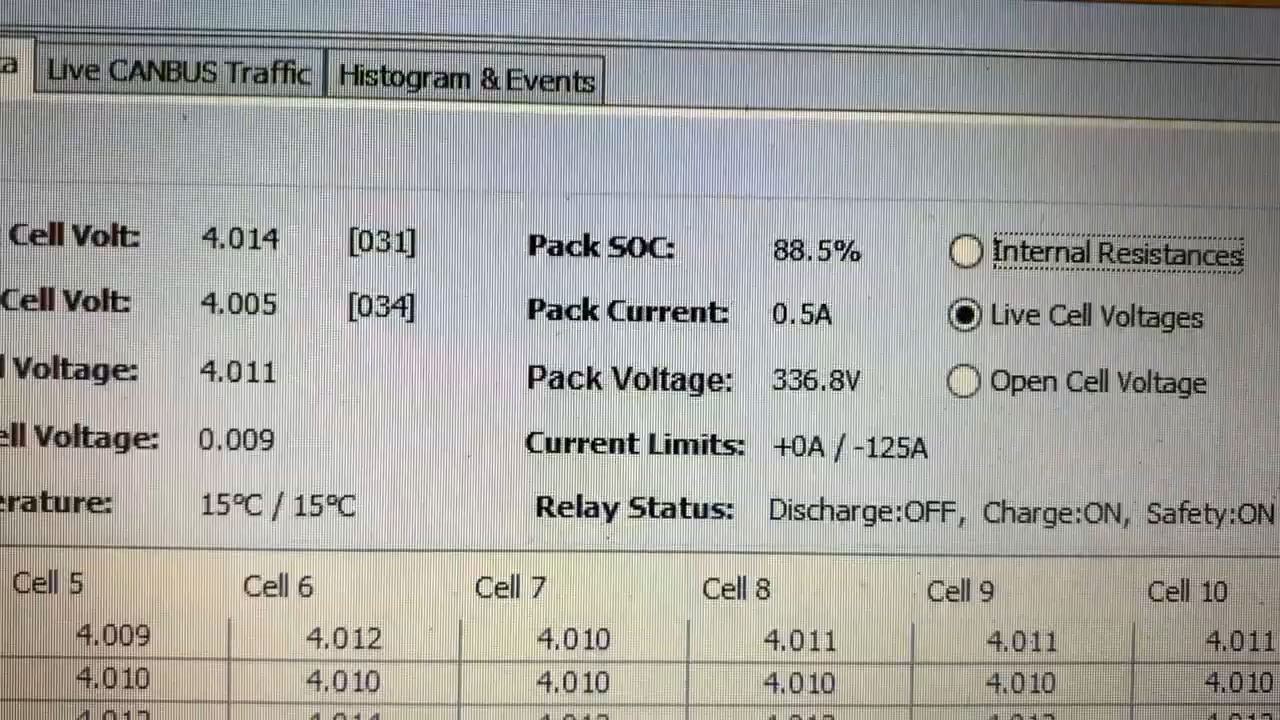 a Live CANBUS Traffic Histogram & Events
Cell Volt: 4.014 [031] Pack SOC: 88.5% Internal Resistances
Cell Volt: 4.005 [034] Pack Current: 0.5A Live Cell Voltages
l Voltage: 4.011 Pack Voltage: 336.8V Open Cell Voltage
ell Voltage: 0.009 Current Limits: +0A / -125A
erature: 15ºC / 15ºC Relay Status: Discharge:OFF, Charge:ON, Safety:ON
Cell 5 Cell 6 Cell 7 Cell 8 Cell 9 Cell 10
4.009 4.012 4.010 4.011 4.011 4.011
4.010 4.010 4.010 4.010 4.010 4.010